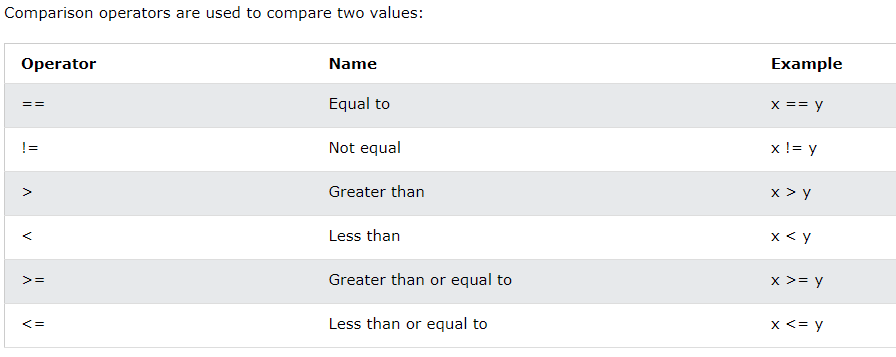 Comparison operators are used to compare two values:
Operator Name Example
== Equal to x == y
!= Not equal x != y
> Greater than x > y
< Less than x < y
>= Greater than or equal to x >= y
<= Less than or equal to x <= y